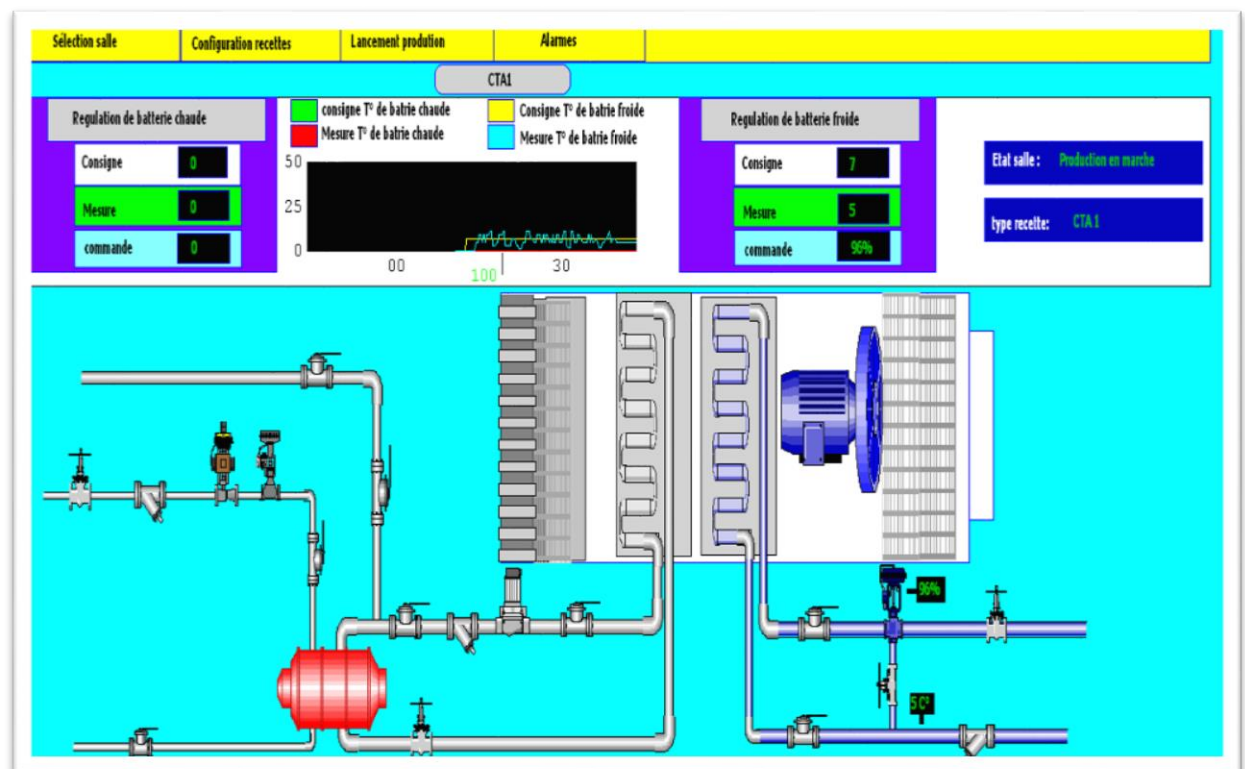 Sélection salle
Configuration recettes
Lancement prodution
Alarmes
CTA1
Regulation de batterie chaude
Consigne 0
Mesure 0
commande 0
consigne T° de batrie chaude
Consigne T° de batrie froide
Mesure T° de batrie chaude
Mesure T° de batrie froide
50
25
0
00
30
100
Regulation de batterie froide
Consigne 7
Mesure 5
commande 96%
Etat salle : Production en marche
type recette: CTA 1
96%
5 C°